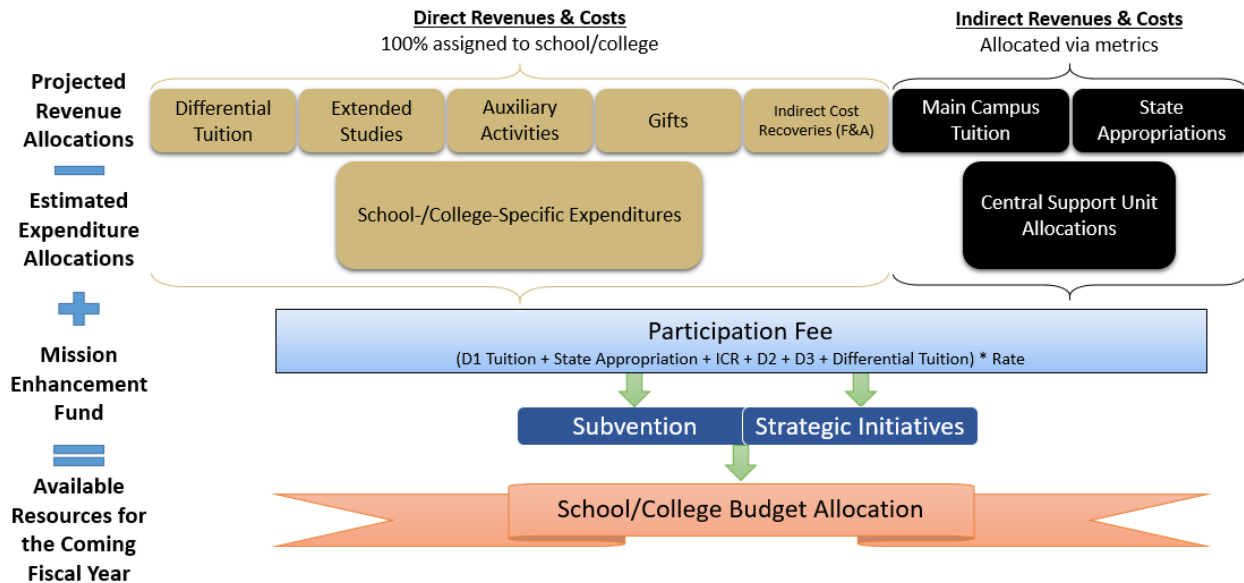 Direct Revenues & Costs
100% assigned to school/college
Indirect Revenues & Costs
Allocated via metrics
Projected
Revenue
Allocations
Differential
Tuition
Extended
Studies
Auxiliary
Activities
Gifts
Indirect Cost
Recoveries (F&A)
Main Campus
Tuition
State
Appropriations
Estimated
Expenditure
Allocations
School-/College-Specific Expenditures
Central Support Unit
Allocations
Mission
Enhancement
Fund
Participation Fee
(D1 Tuition + State Appropriation + ICR + D2 + D3 + Differential Tuition) * Rate
Subvention
Strategic Initiatives
Available
Resources for
the Coming
Fiscal Year
School/College Budget Allocation